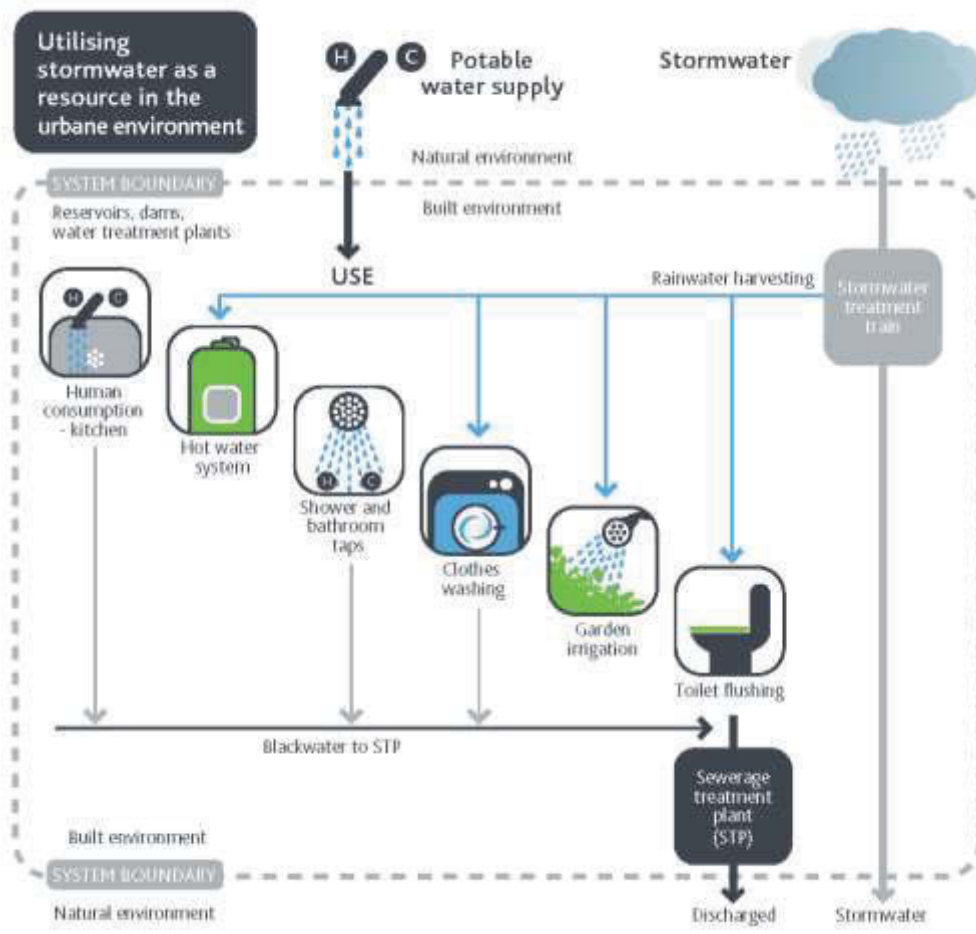 Utilising
stormwater as a
resource in the
urbane environment
H
C
Potable
water supply
Stormwater
Natural environment
SYSTEM BOUNDARY
Built environment
Reservoirs, dams,
water treatment plants
USE
Rainwater harvesting
Stormwater
treatment
train
H
C
Human
consumption
- kitchen
Hot water
system
H
C
Shower and
bathroom
taps
Clothes
washing
Garden
irrigation
Toilet flushing
Blackwater to STP
Sewerage
treatment
plant
(STP)
Built environment
SYSTEM BOUNDARY
Natural environment
Discharged
Stormwater